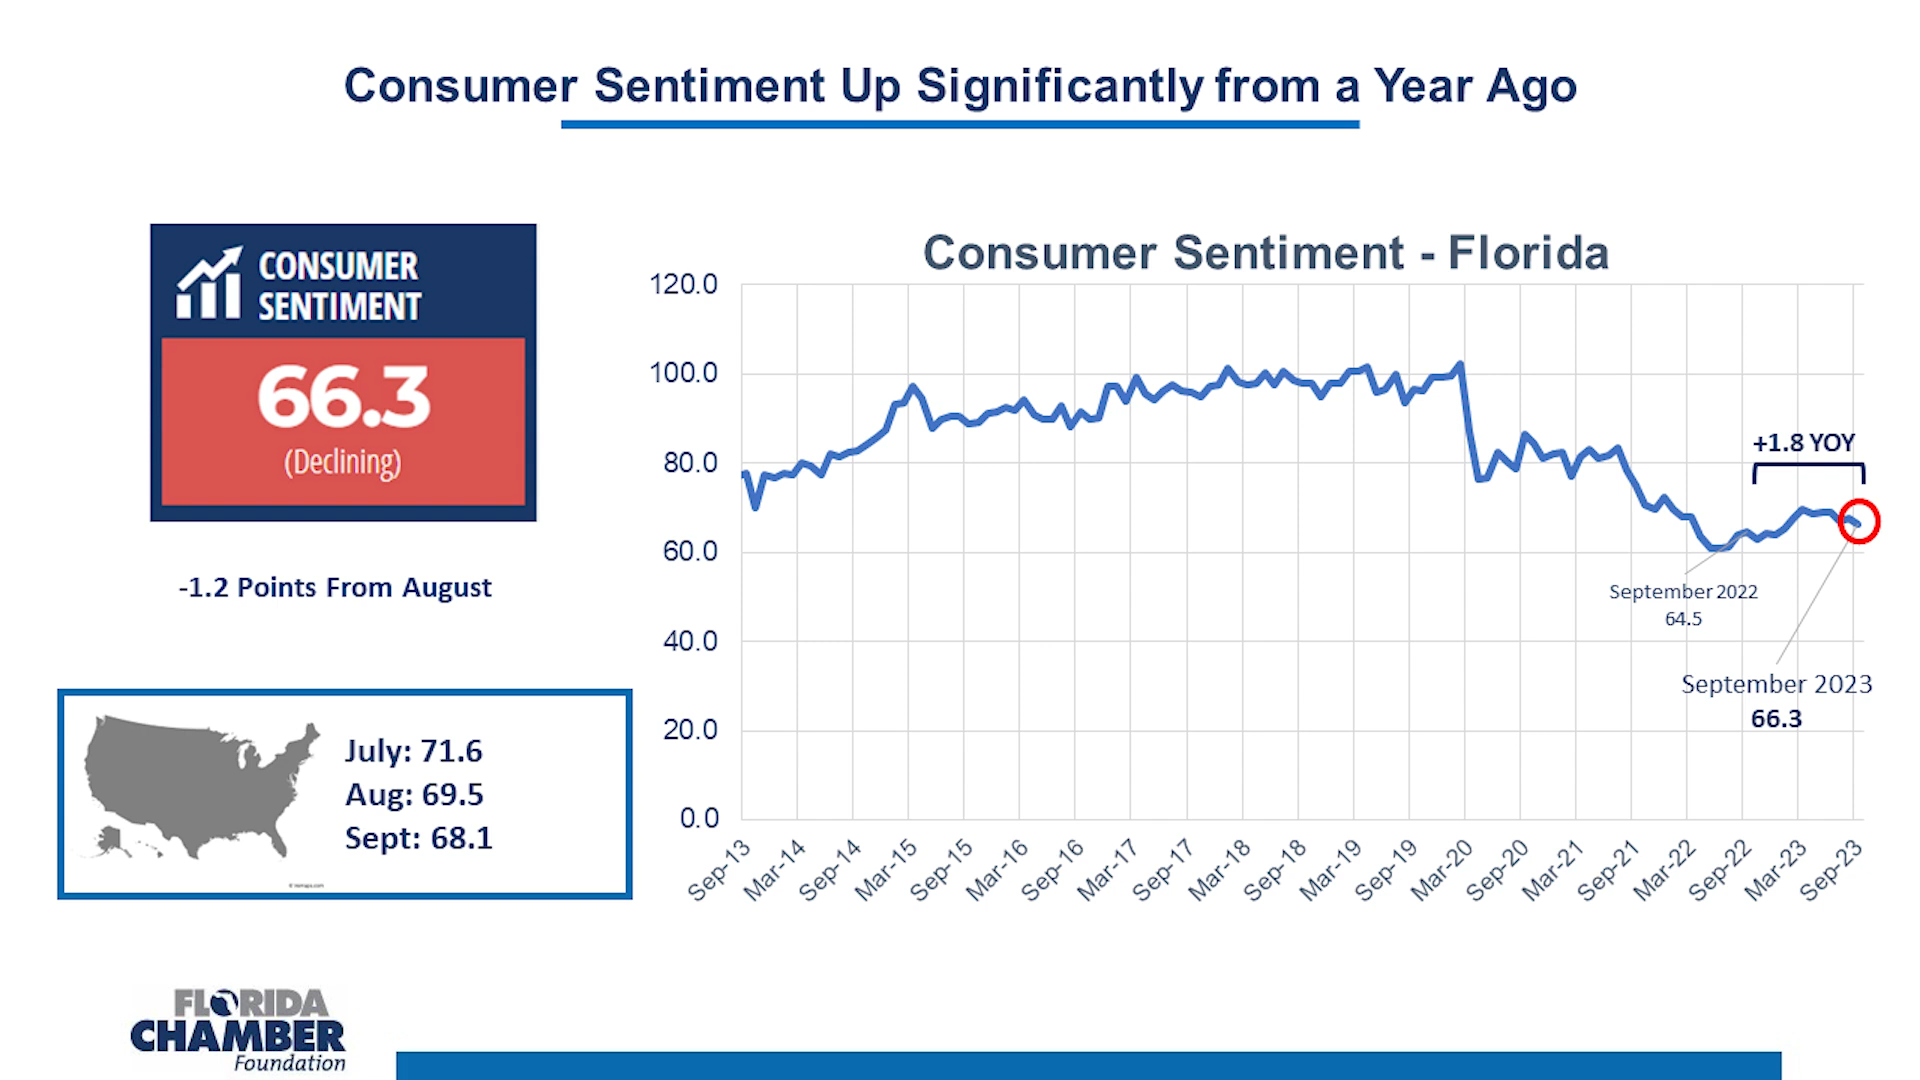 Consumer Sentiment Up Significantly from a Year Ago
CONSUMER
SENTIMENT
66.3
(Declining)
-1.2 Points From August
July: 71.6
Aug: 69.5
Sept: 68.1
Consumer Sentiment - Florida
120.0
100.0
80.0
60.0
40.0
20.0
0.0
+1.8 YOY
September 2022
64.5
September 2023
66.3
Sep-13
Mar-14
Sep-14
Mar-15
Sep-15
Mar-16
Sep-16
Mar-17
Sep-17
Mar-18
Sep-18
Mar-19
Sep-19
Mar-20
Sep-20
Mar-21
Sep-21
Mar-22
Sep-22
Mar-23
Sep-23
FLORIDA
CHAMBER
Foundation